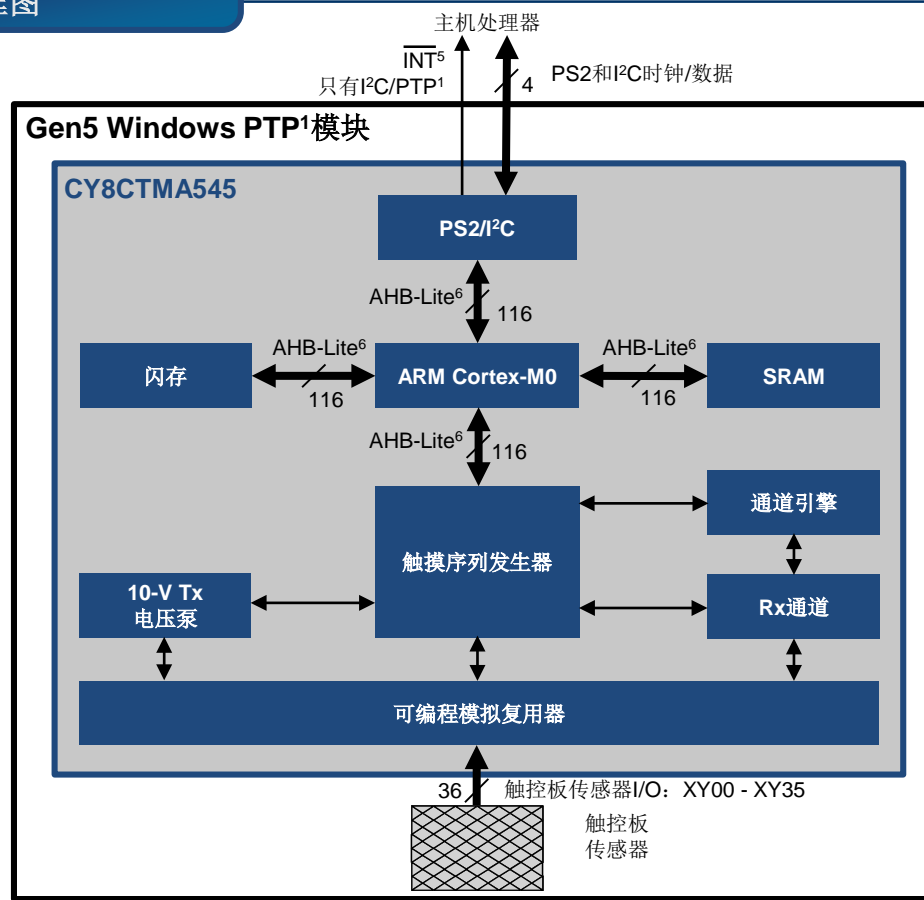 框图
主机处理器
INT⁵
只有I²C/PTP¹
4
PS2和I²C时钟/数据
Gen5 Windows PTP¹模块
CY8CTMA545
PS2/I²C
AHB-Lite⁶
116
闪存
AHB-Lite⁶
116
ARM Cortex-M0
AHB-Lite⁶
116
SRAM
AHB-Lite⁶
116
触摸序列发生器
通道引擎
10-V Tx
电压泵
Rx通道
可编程模拟复用器
36
触控板传感器I/O：XY00 - XY35
触控板
传感器